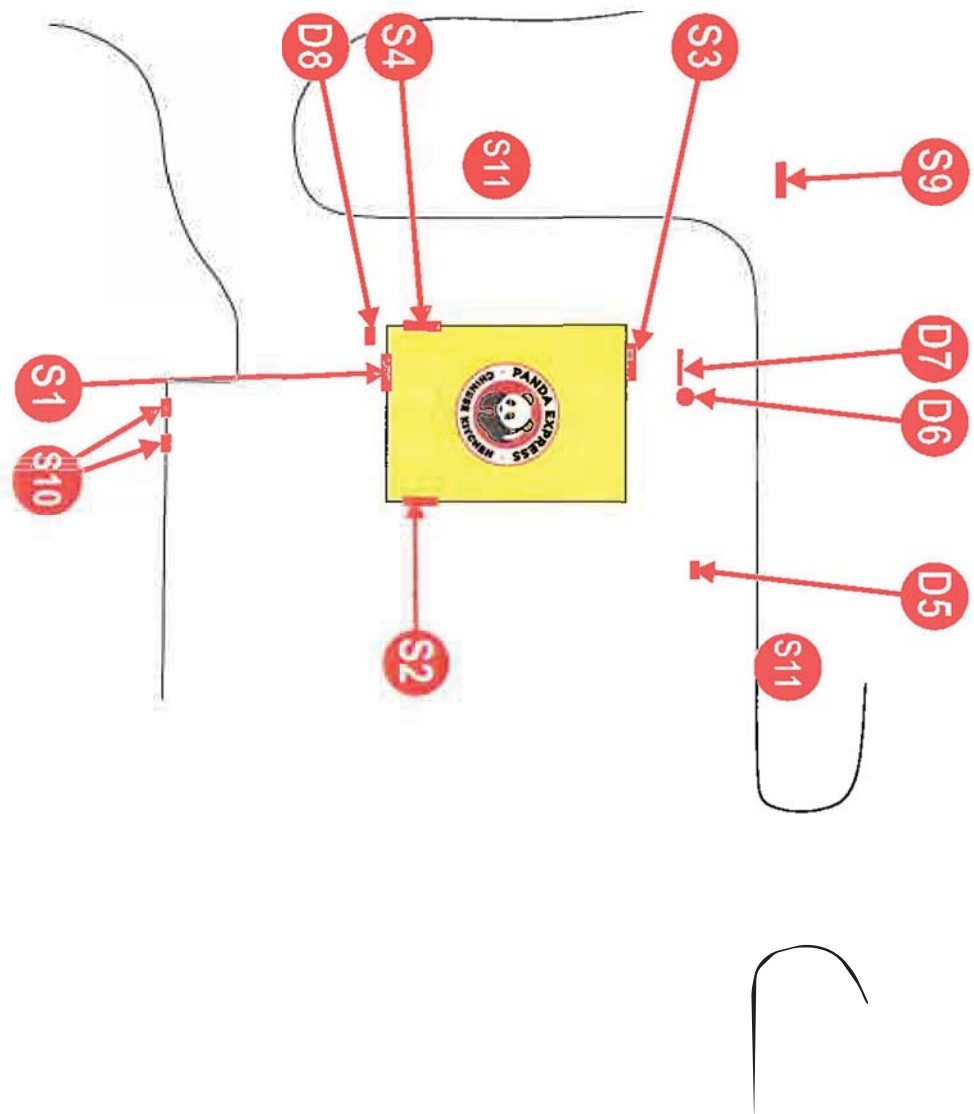 S9
D7
D6
D5
S11
S3
S11
PANDA EXPRESS
CHINESE KITCHEN
S4
S2
D8
S1
S10